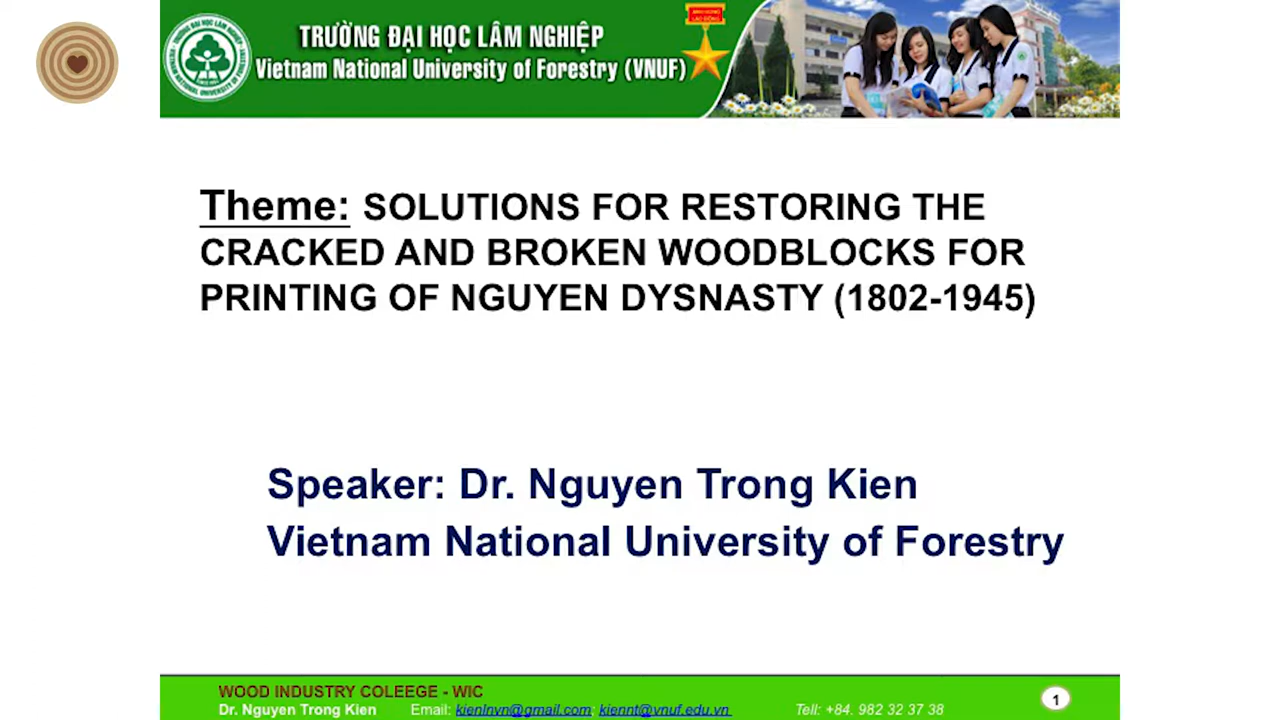 TRƯỜNG ĐẠI HỌC LÂM NGHIỆP
Vietnam National University of Forestry (VNUF)
Theme: SOLUTIONS FOR RESTORING THE
CRACKED AND BROKEN WOODBLOCKS FOR
PRINTING OF NGUYEN DYSNASTY (1802-1945)
Speaker: Dr. Nguyen Trong Kien
Vietnam National University of Forestry
WOOD INDUSTRY COLEEGE - WIC
Dr. Nguyen Trong Kien Email: kienlnvn@gmail.com; kiennt@vnuf.edu.vn Tell: +84. 982 32 37 38
1